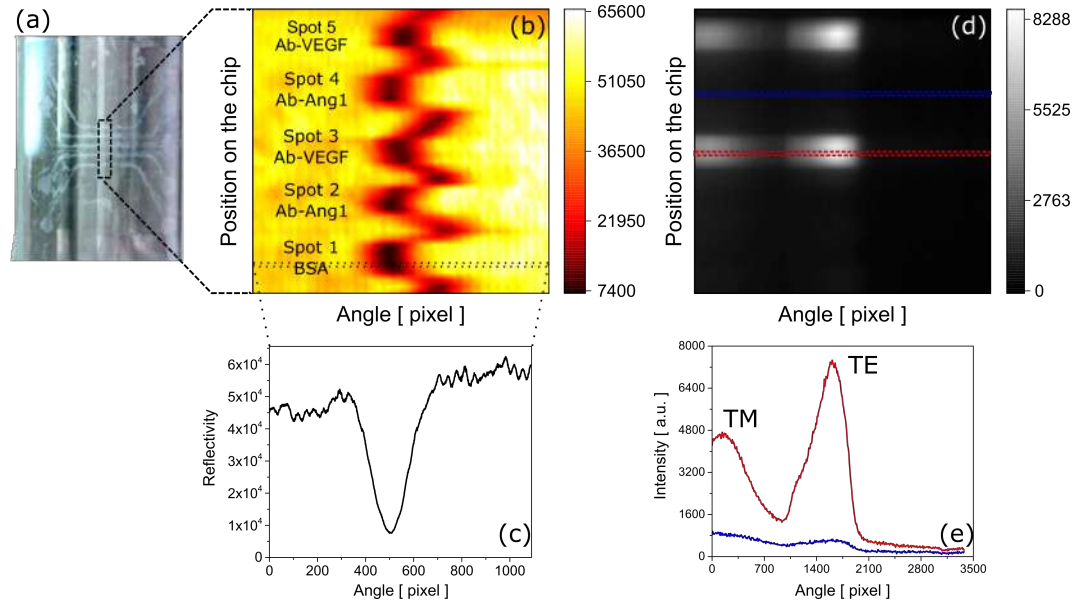 (a)
(b)
Spot 5
Ab-VEGF
Spot 4
Ab-Ang1
Spot 3
Ab-VEGF
Spot 2
Ab-Ang1
Spot 1
BSA
Position on the chip
Angle [ pixel ]
65600
51050
36500
21950
7400
(d)
Position on the chip
Angle [ pixel ]
8288
5525
2763
0
(c)
Reflectivity
6x10⁴
5x10⁴
4x10⁴
3x10⁴
2x10⁴
1x10⁴
0
0 200 400 600 800 1000
Angle [ pixel ]
(e)
TM
TE
Intensity [ a.u. ]
8000
6400
4800
3200
1600
0
0 700 1400 2100 2800 3500
Angle [ pixel ]